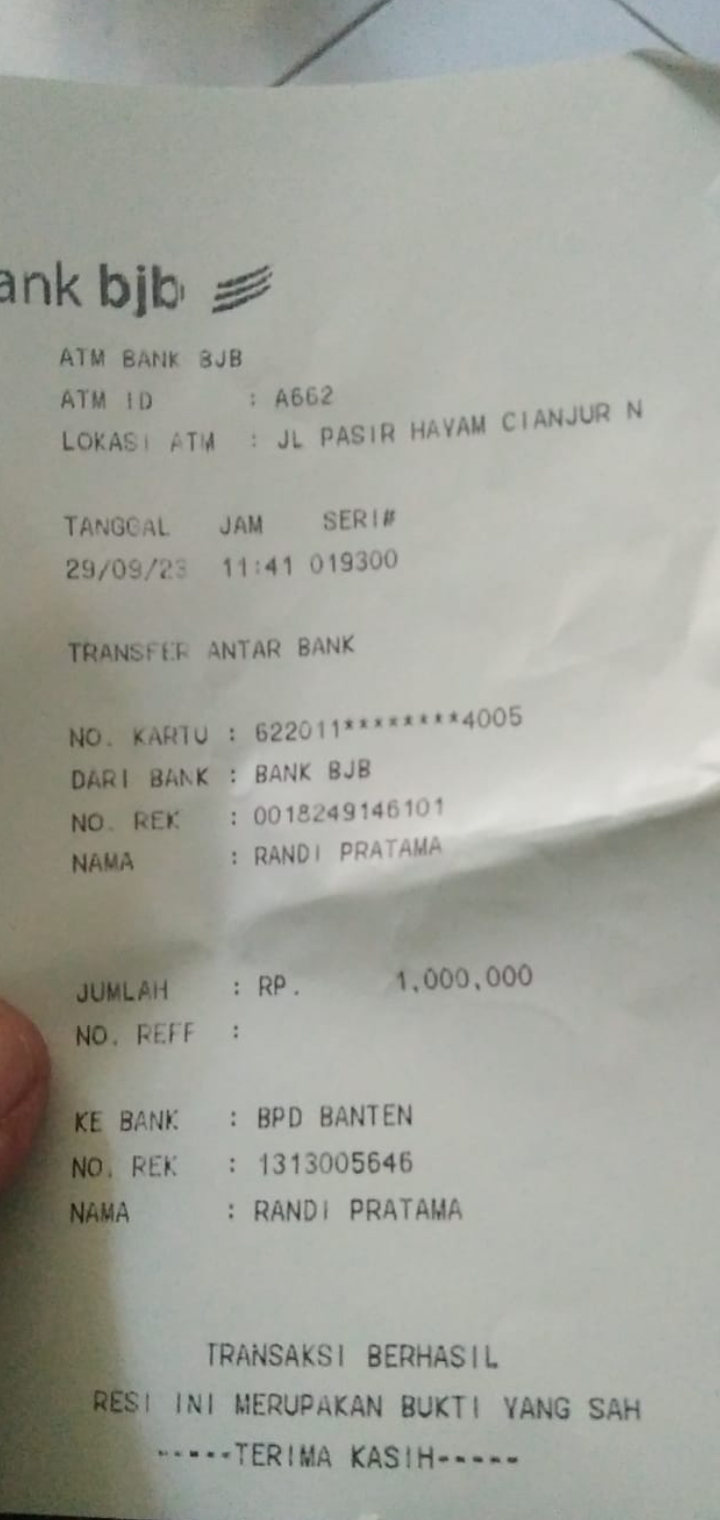 ank bjb
ATM BANK BJB
ATM ID : A662
LOKASI ATM : JL PASIR HAYAM CIANJUR N
TANGGAL JAM SERI#
29/09/23 11:41 019300
TRANSFER ANTAR BANK
NO. KARTU : 622011********4005
DARI BANK : BANK BJB
NO. REK : 0018249146101
NAMA : RANDI PRATAMA
JUMLAH : RP. 1,000,000
NO. REFF :
KE BANK : BPD BANTEN
NO. REK : 1313005646
NAMA : RANDI PRATAMA
TRANSAKSI BERHASIL
RESI INI MERUPAKAN BUKTI YANG SAH
-----TERIMA KASIH-----